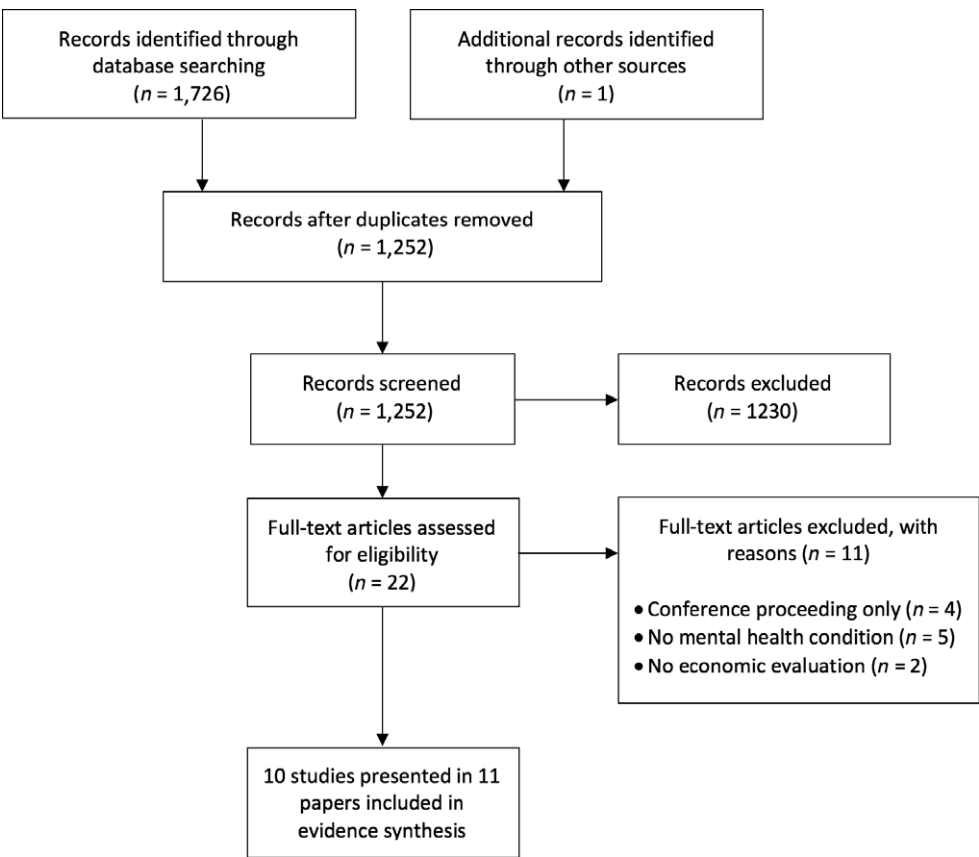 Records identified through
database searching
(n = 1,726)
Additional records identified
through other sources
(n = 1)
Records after duplicates removed
(n = 1,252)
Records screened
(n = 1,252)
Records excluded
(n = 1230)
Full-text articles assessed
for eligibility
(n = 22)
Full-text articles excluded, with
reasons (n = 11)
• Conference proceeding only (n = 4)
• No mental health condition (n = 5)
• No economic evaluation (n = 2)
10 studies presented in 11
papers included in
evidence synthesis